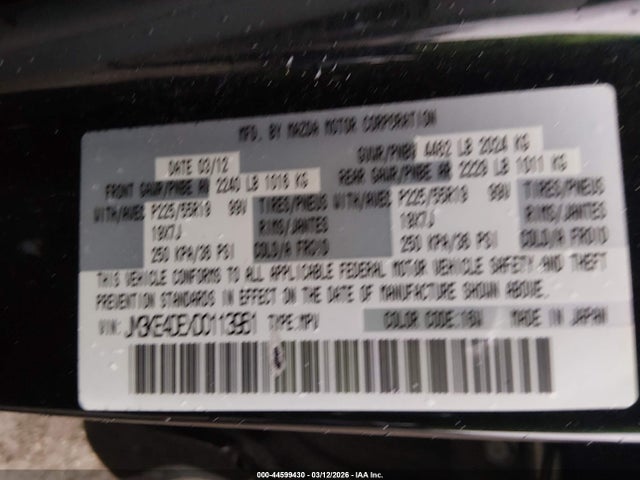 MFD. BY MAZDA MOTOR CORPORATION
DATE 03/12 GVWR/PNBV 4462 LB 2024 KG
FRONT GAWR/PNBE AV 2240 LB 1016 KG REAR GAWR/PNBE AR 2229 LB 1011 KG
WITH/AVEC P225/55R19 99V TIRES/PNEUS WITH/AVEC P225/55R19 99V TIRES/PNEUS
19X7J RIMS/JANTES 19X7J RIMS/JANTES
250 KPA/36 PSI COLD/A FROID 250 KPA/36 PSI COLD/A FROID
THIS VEHICLE CONFORMS TO ALL APPLICABLE FEDERAL MOTOR VEHICLE SAFETY AND THEFT
PREVENTION STANDARDS IN EFFECT ON THE DATE OF MANUFACTURE SHOWN ABOVE.
VIN: TYPE:MPV COLOR CODE:16W MADE IN JAPAN
000-44599430 - 03/12/2026 - IAA Inc.